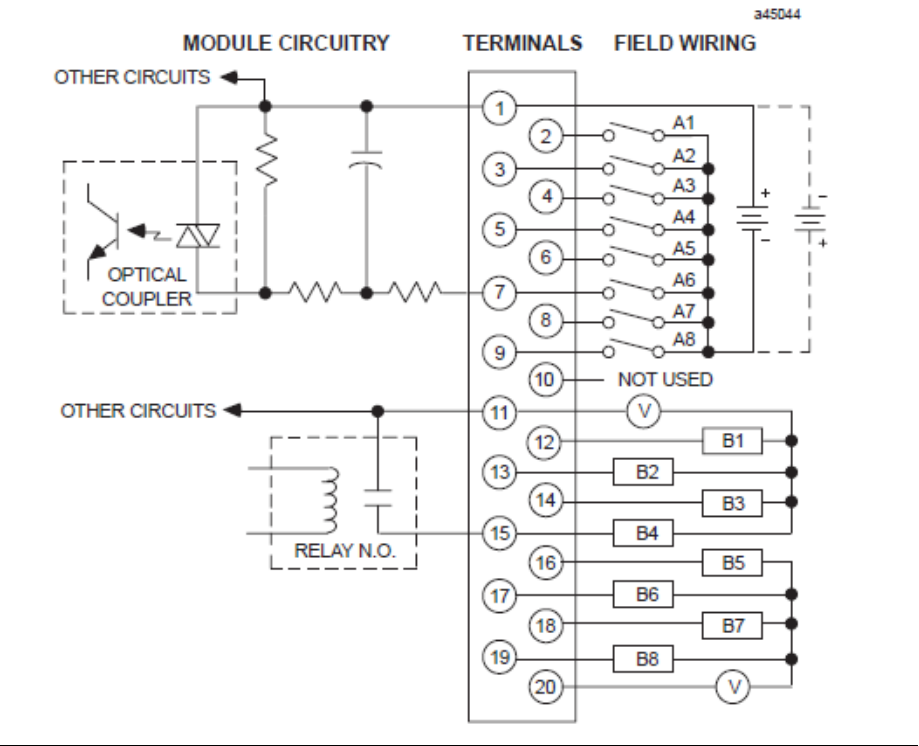 a45044
MODULE CIRCUITRY TERMINALS FIELD WIRING
OTHER CIRCUITS
1
2 A1
3 A2
4 A3
5 A4
6 A5
7 A6
8 A7
9 A8
+ -
- +
OPTICAL
COUPLER
10 NOT USED
OTHER CIRCUITS
11 V
12 B1
13 B2
14 B3
15 B4
RELAY N.O.
16 B5
17 B6
18 B7
19 B8
20 V